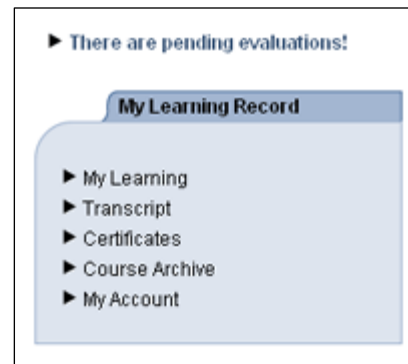 There are pending evaluations!
My Learning Record
My Learning
Transcript
Certificates
Course Archive
My Account